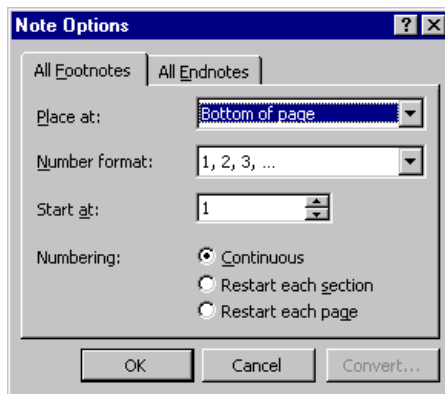 Note Options
All Footnotes All Endnotes
Place at: Bottom of page
Number format: 1, 2, 3, ...
Start at: 1
Numbering: Continuous
Restart each section
Restart each page
OK Cancel Convert...